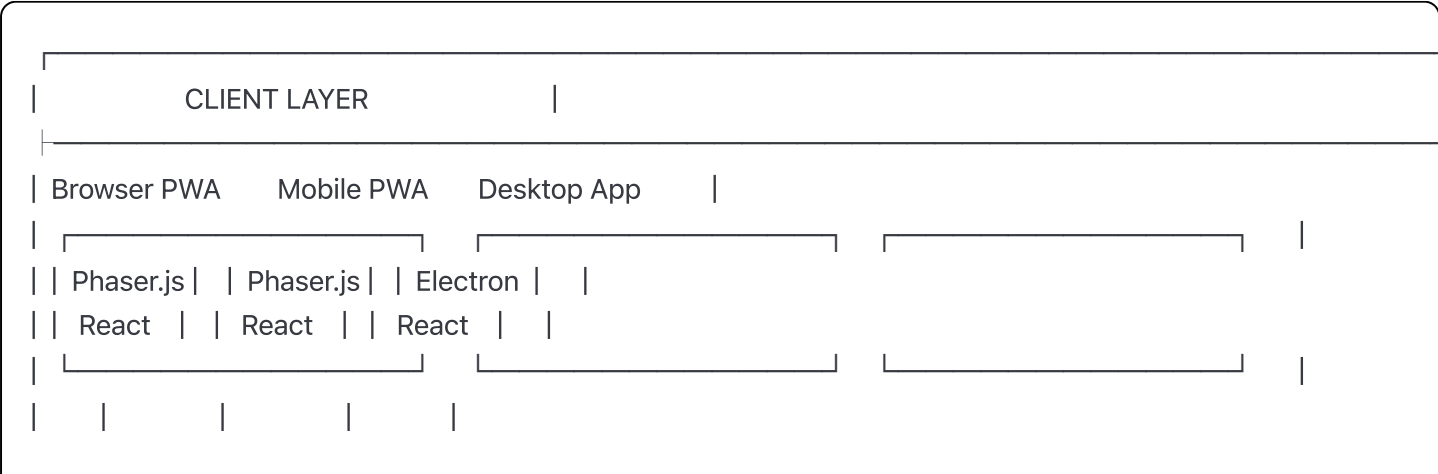 ┌──────────────────────────────────────────────────
│ CLIENT LAYER │
├──────────────────────────────────────────────────
│ Browser PWA Mobile PWA Desktop App │
│ ┌─────────────┐ ┌─────────────┐ ┌─────────────┐ │
│ │ Phaser.js │ │ Phaser.js │ │ Electron │ │
│ │ React │ │ React │ │ React │ │
│ └─────────────┘ └─────────────┘ └─────────────┘ │
│ │ │ │ │